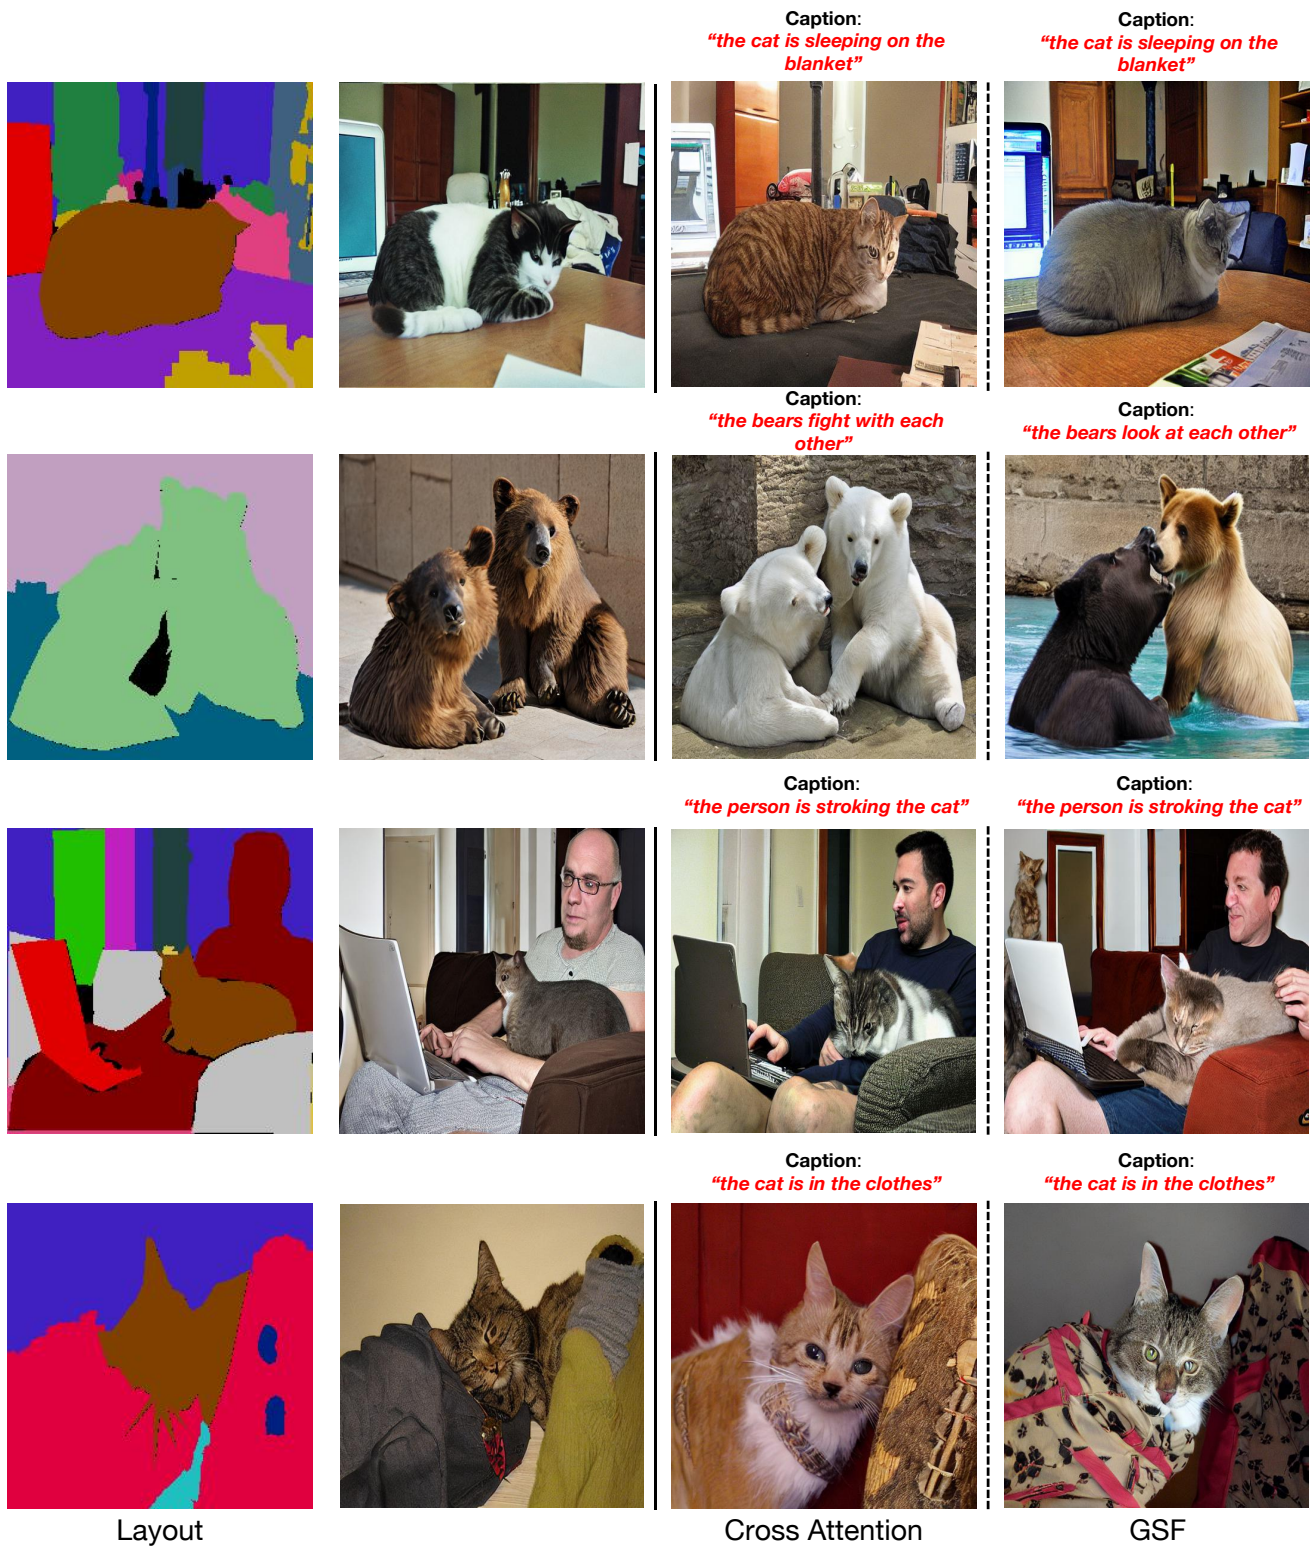 Caption:
“the cat is sleeping on the
blanket”
Caption:
“the cat is sleeping on the
blanket”
Caption:
“the bears fight with each
other”
Caption:
“the bears look at each other”
Caption:
“the person is stroking the cat”
Caption:
“the person is stroking the cat”
Caption:
“the cat is in the clothes”
Caption:
“the cat is in the clothes”
Layout
Cross Attention
GSF